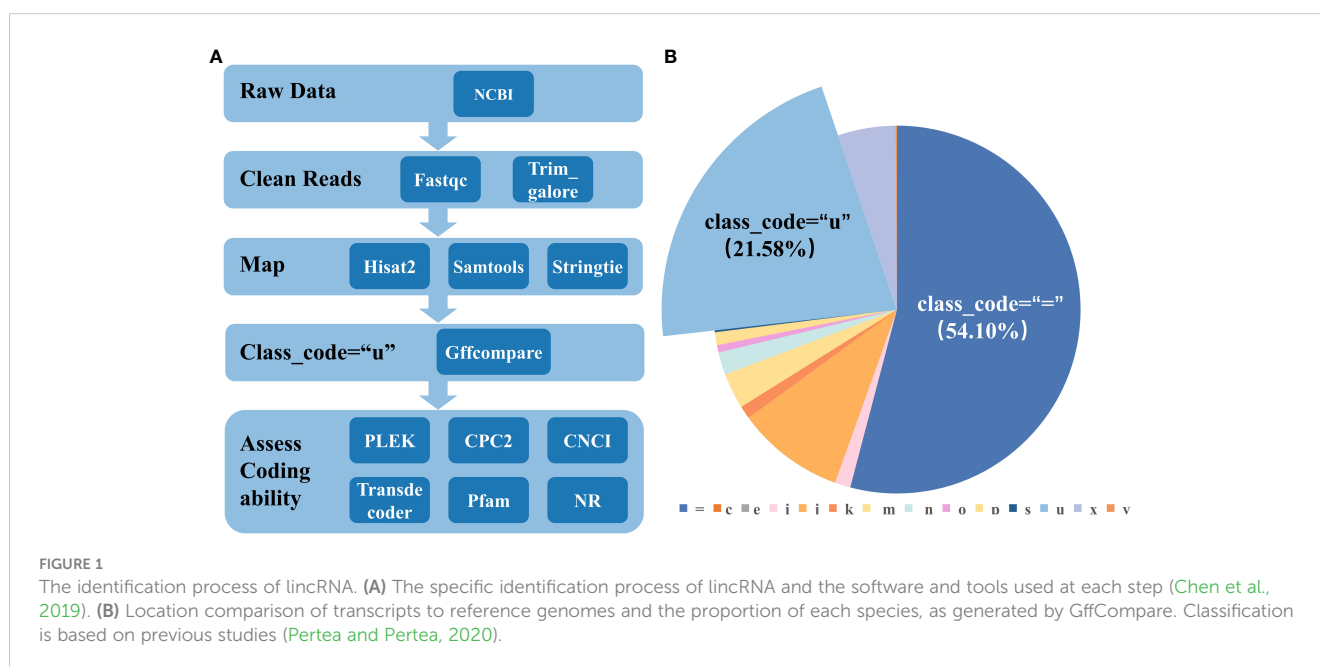 A
Raw Data
NCBI
Clean Reads
Fastqc
Trim_
galore
Map
Hisat2
Samtools
Stringtie
Class_code=“u”
Gffcompare
Assess
Coding
ability
PLEK
CPC2
CNCI
Transde
coder
Pfam
NR
B
class_code=“u”
(21.58%)
class_code=“=”
(54.10%)
= c e i j k m n o p s u x y
FIGURE 1
The identification process of lincRNA. (A) The specific identification process of lincRNA and the software and tools used at each step (Chen et al.,
2019). (B) Location comparison of transcripts to reference genomes and the proportion of each species, as generated by GffCompare. Classification
is based on previous studies (Pertea and Pertea, 2020).